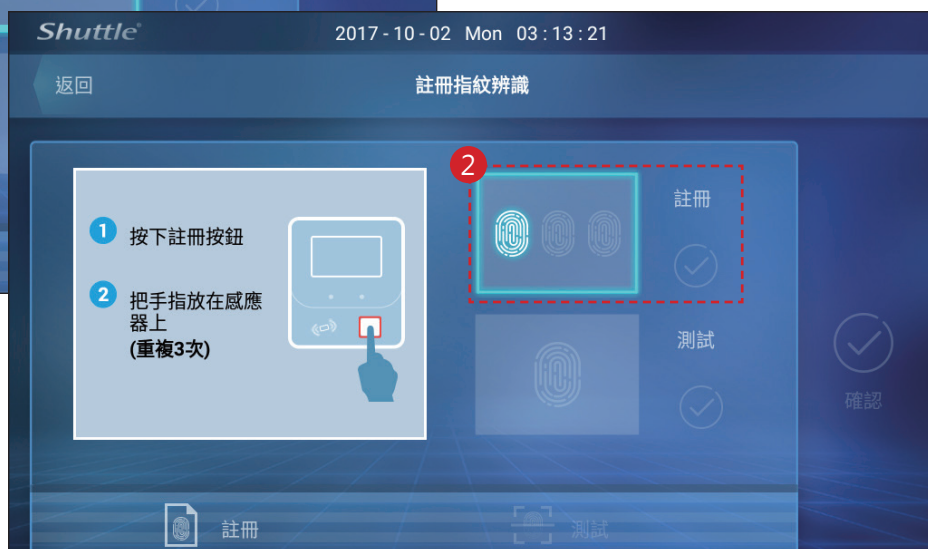 Shuttle
2017-10-02 Mon 03:13:21
返回
註冊指紋辨識
2
1 按下註冊按鈕
2 把手指放在感應
器上
(重複3次)
註冊
測試
確認
註冊
測試